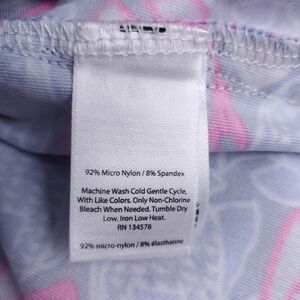 92% Micro Nylon / 8% Spandex
Machine Wash Cold Gentle Cycle,
With Like Colors. Only Non-Chlorine
Bleach When Needed. Tumble Dry
Low. Iron Low Heat.
RN 134578
92% micro-nylon / 8% élasthanne